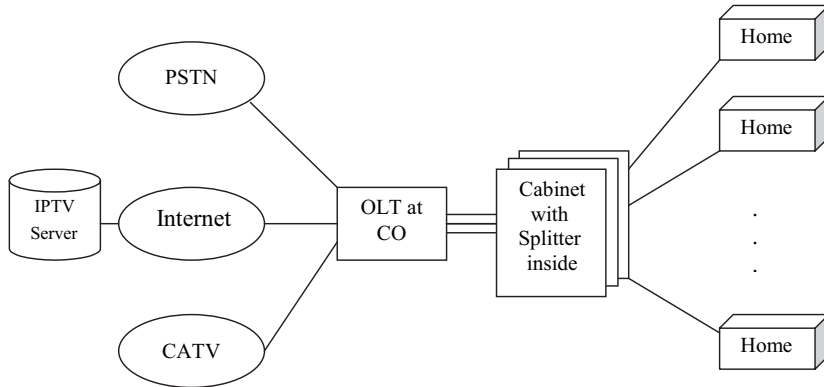 PSTN
IPTV
Server
Internet
CATV
OLT at
CO
Cabinet
with
Splitter
inside
Home
Home
.
.
.
Home